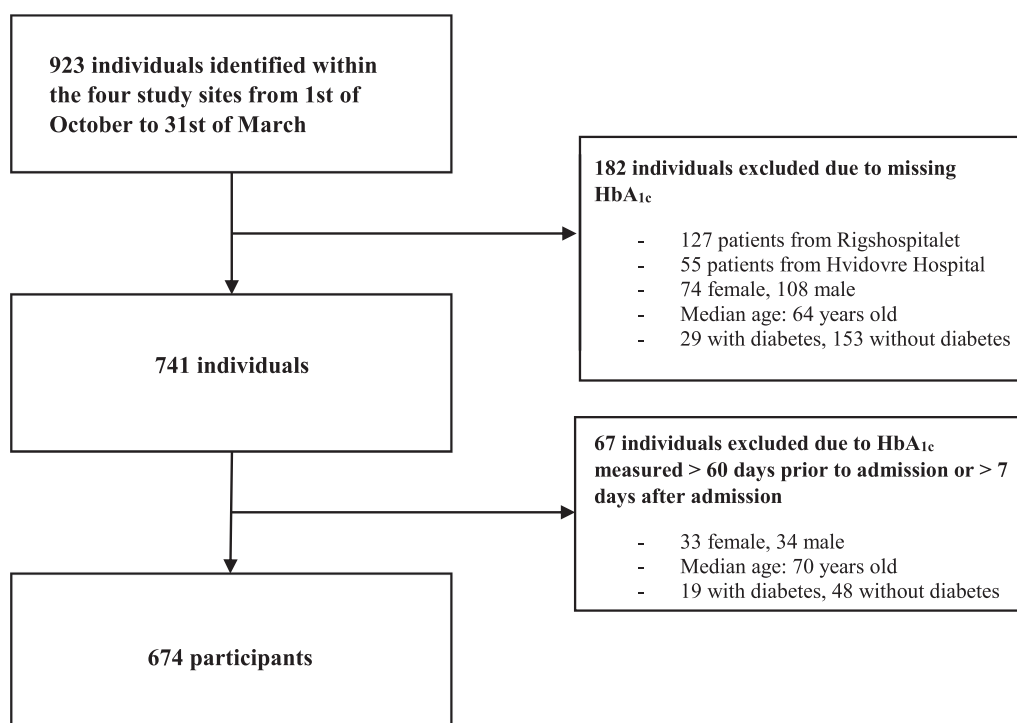 923 individuals identified within
the four study sites from 1st of
October to 31st of March
182 individuals excluded due to missing
HbA1c
- 127 patients from Rigshospitalet
- 55 patients from Hvidovre Hospital
- 74 female, 108 male
- Median age: 64 years old
- 29 with diabetes, 153 without diabetes
741 individuals
67 individuals excluded due to HbA1c
measured > 60 days prior to admission or > 7
days after admission
- 33 female, 34 male
- Median age: 70 years old
- 19 with diabetes, 48 without diabetes
674 participants